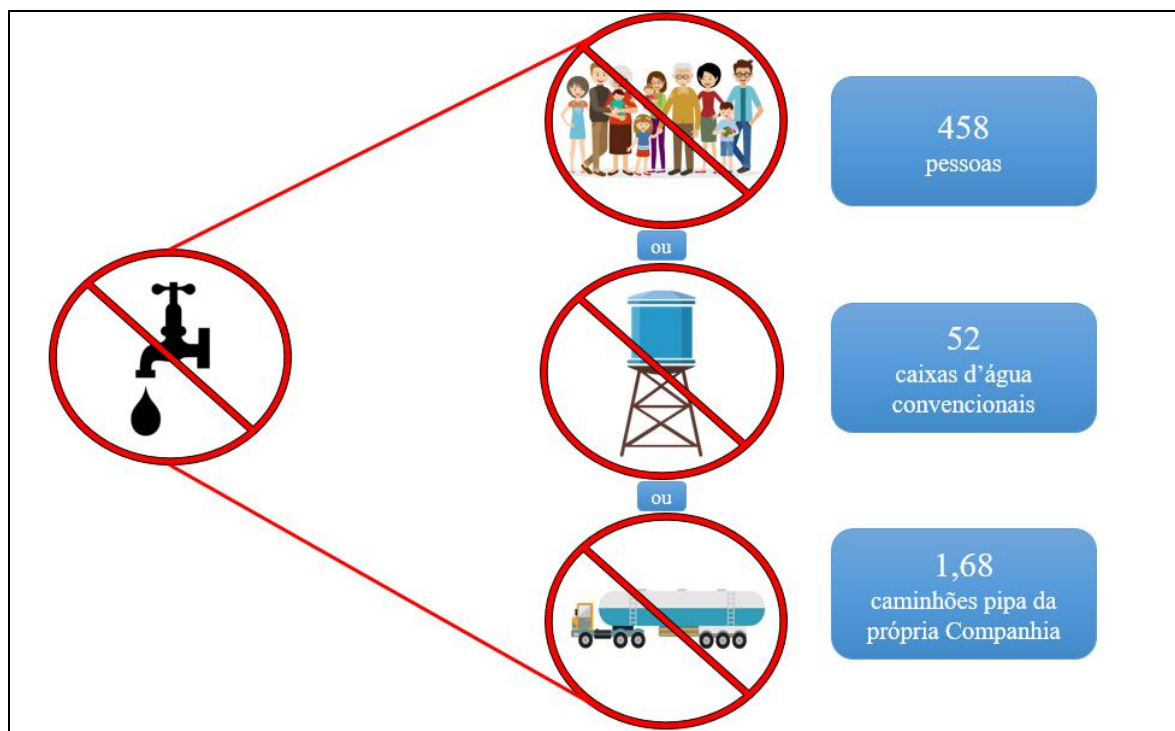 458
pessoas
ou
52
caixas d’água
convencionais
ou
1,68
caminhões pipa da
própria Companhia